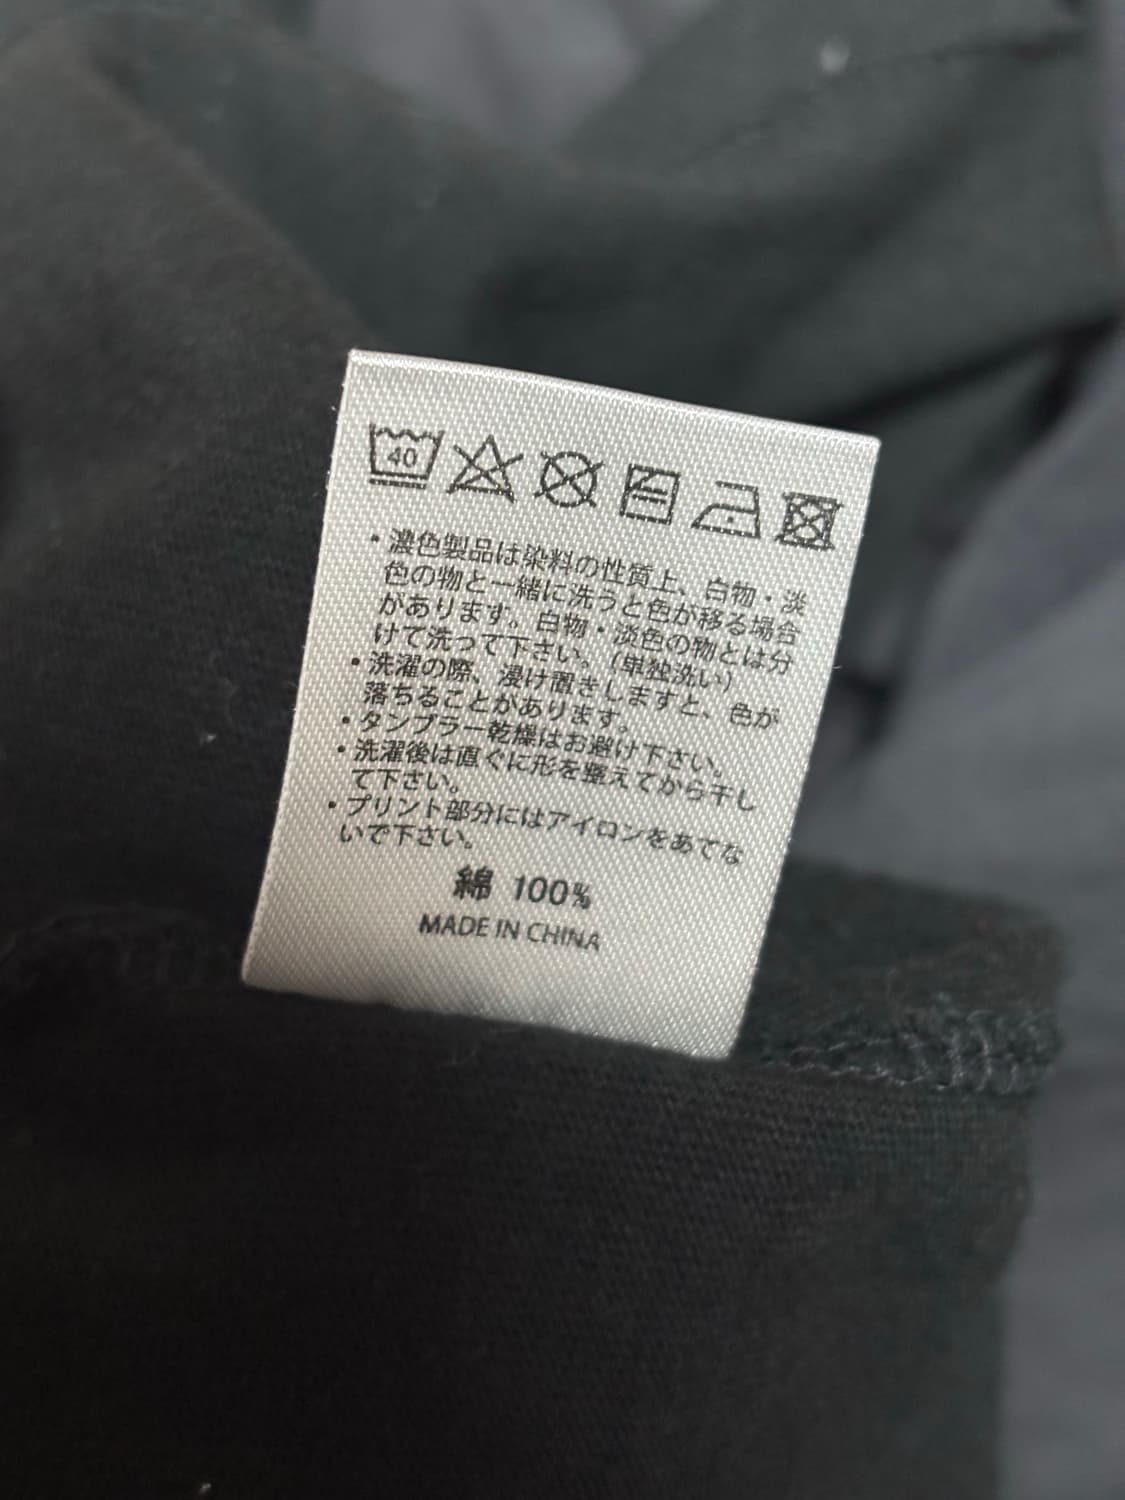 40
・濃色製品は染料の性質上、白物・淡
色の物と一緒に洗うと色が移る場合
があります。白物・淡色の物とは分
けて洗って下さい。(単独洗い)
・洗濯の際、浸け置きしますと、色が
落ちることがあります。
・タンブラー乾燥はお避け下さい。
・洗濯後は直ぐに形を整えてから干し
て下さい。
・プリント部分にはアイロンをあてな
いで下さい。
綿 100%
MADE IN CHINA